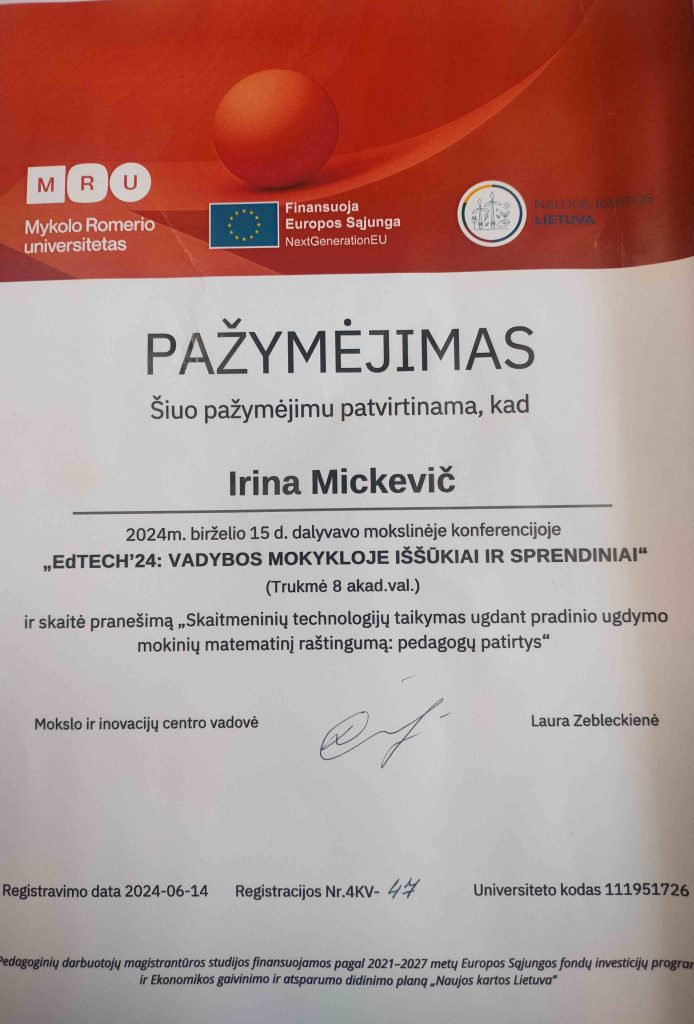 MRU
Mykolo Romerio
universitetas
Finansuoja
Europos Sąjunga
NextGenerationEU
NAUJOS KARTOS
LIETUVA
PAŽYMĖJIMAS
Šiuo pažymėjimu patvirtinama, kad
Irina Mickevič
2024m. birželio 15 d. dalyvavo mokslinėje konferencijoje
„EdTECH’24: VADYBOS MOKYKLOJE IŠŠŪKIAI IR SPRENDINIAI“
(Trukmė 8 akad.val.)
ir skaitė pranešimą „Skaitmeninių technologijų taikymas ugdant pradinio ugdymo
mokinių matematinį raštingumą: pedagogų patirtys“
Mokslo ir inovacijų centro vadovė
Laura Zebleckienė
Registravimo data 2024-06-14 Registracijos Nr.4KV- 47 Universiteto kodas 111951726
Pedagoginių darbuotojų magistrantūros studijos finansuojamos pagal 2021–2027 metų Europos Sąjungos fondų investicijų progra
ir Ekonomikos gaivinimo ir atsparumo didinimo planą „Naujos kartos Lietuva“